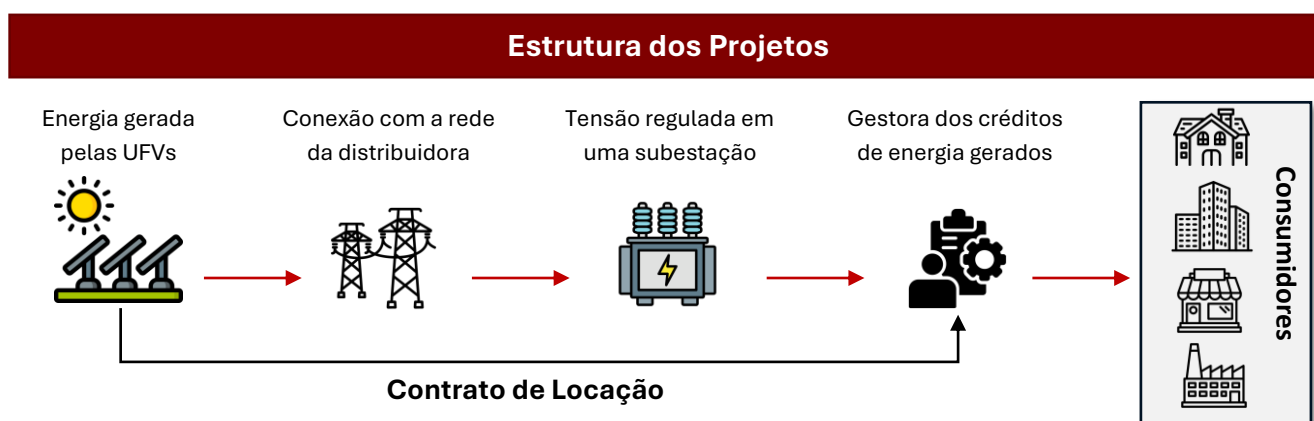 Estrutura dos Projetos
Energia gerada
pelas UFVs
Conexão com a rede
da distribuidora
Tensão regulada em
uma subestação
Gestora dos créditos
de energia gerados
Consumidores
Contrato de Locação